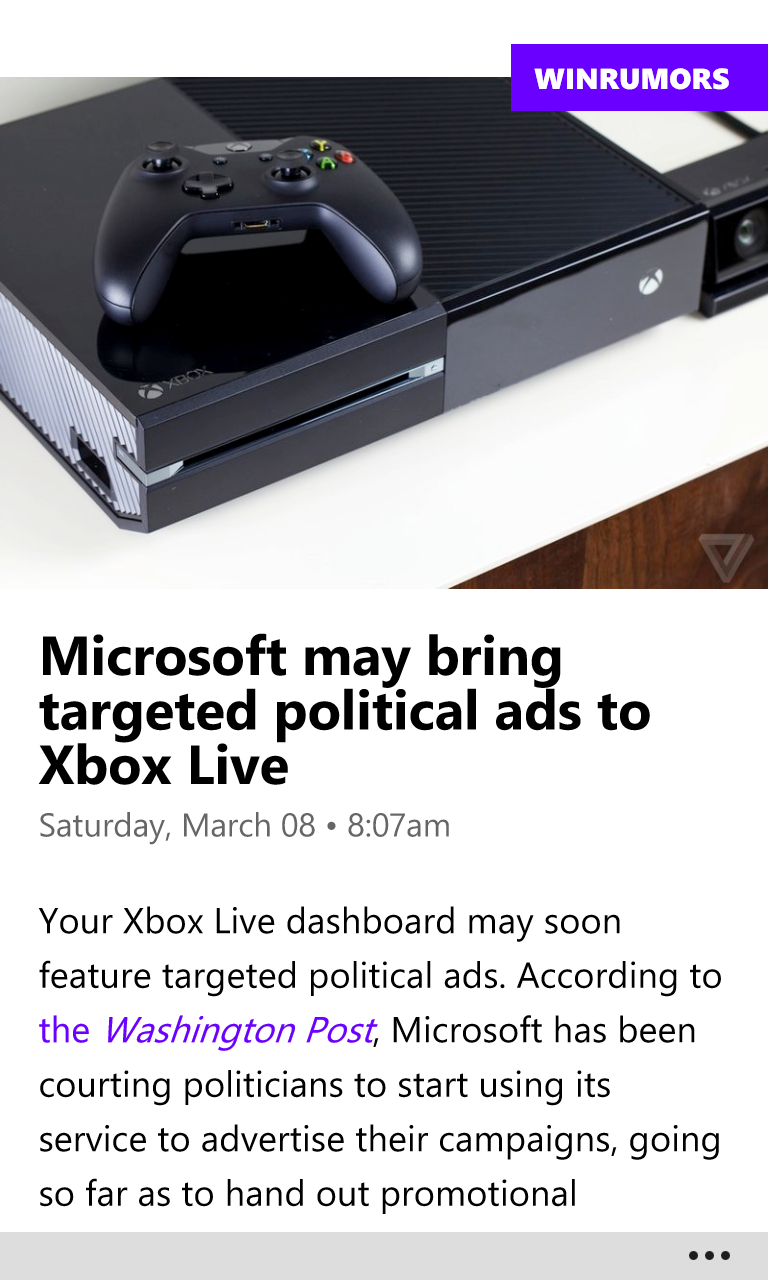 WINRUMORS
XBOX
Microsoft may bring
targeted political ads to
Xbox Live
Saturday, March 08 • 8:07am
Your Xbox Live dashboard may soon
feature targeted political ads. According to
the Washington Post, Microsoft has been
courting politicians to start using its
service to advertise their campaigns, going
so far as to hand out promotional